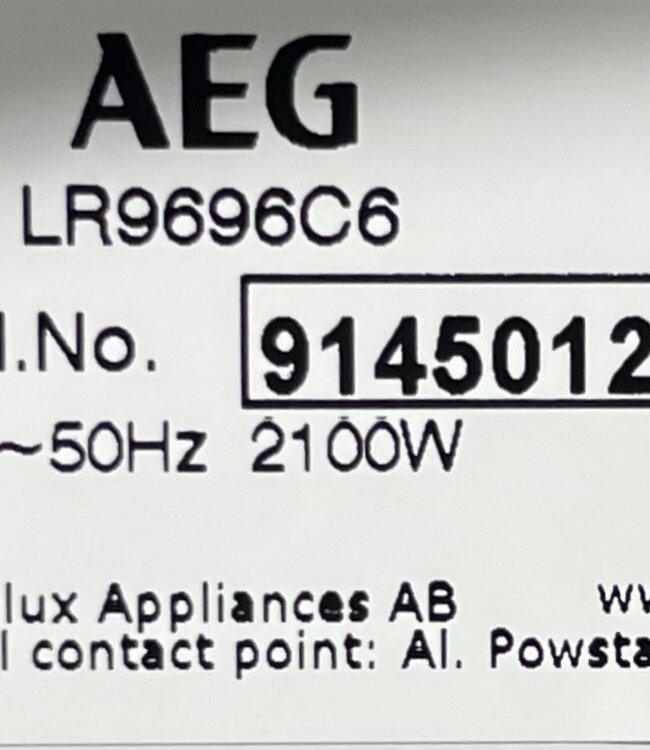 AEG
LR9696C6
.No.
9145012
~50Hz 2100W
lux Appliances AB
contact point: Al. Powsta